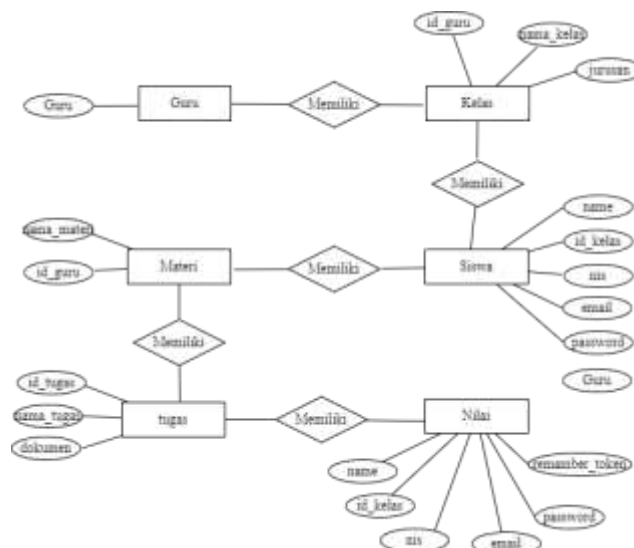 id_guru
nama_kelas
jurusan
Guru
Guru
Memiliki
Kelas
Memiliki
name
nama_materi
id_kelas
Materi
Memiliki
Siswa
id_guru
nis
email
Memiliki
password
id_tugas
Guru
nama_tugas
tugas
Memiliki
Nilai
dokumen
name
remamber_token
id_kelas
password
nis
email